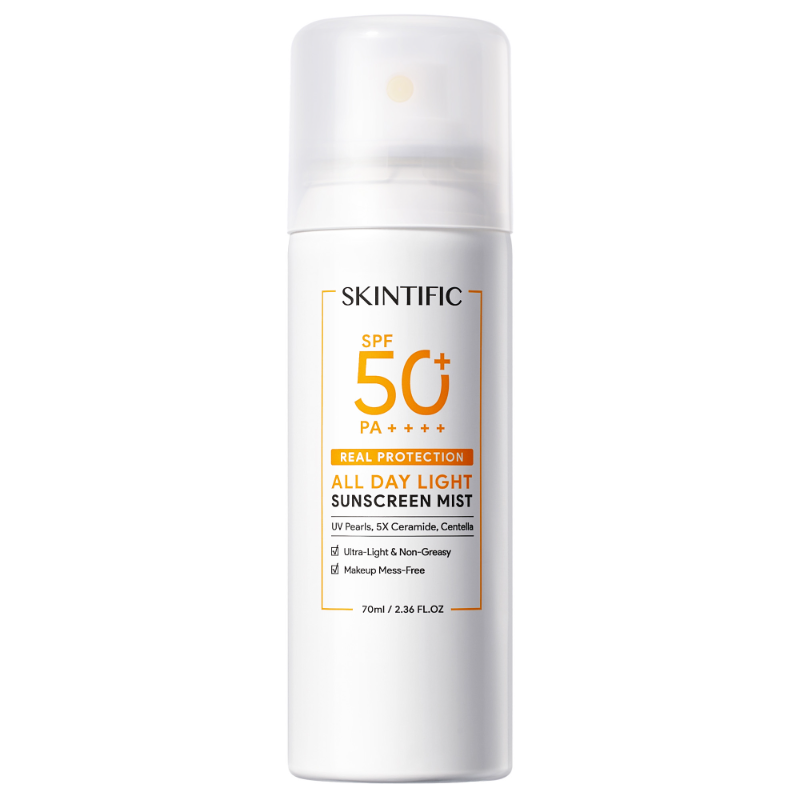 SKINTIFIC
SPF
50+
PA ++++
REAL PROTECTION
ALL DAY LIGHT
SUNSCREEN MIST
UV Pearls, 5X Ceramide, Centella
☑ Ultra-Light & Non-Greasy
☑ Makeup Mess-Free
70ml / 2.36 FL.OZ